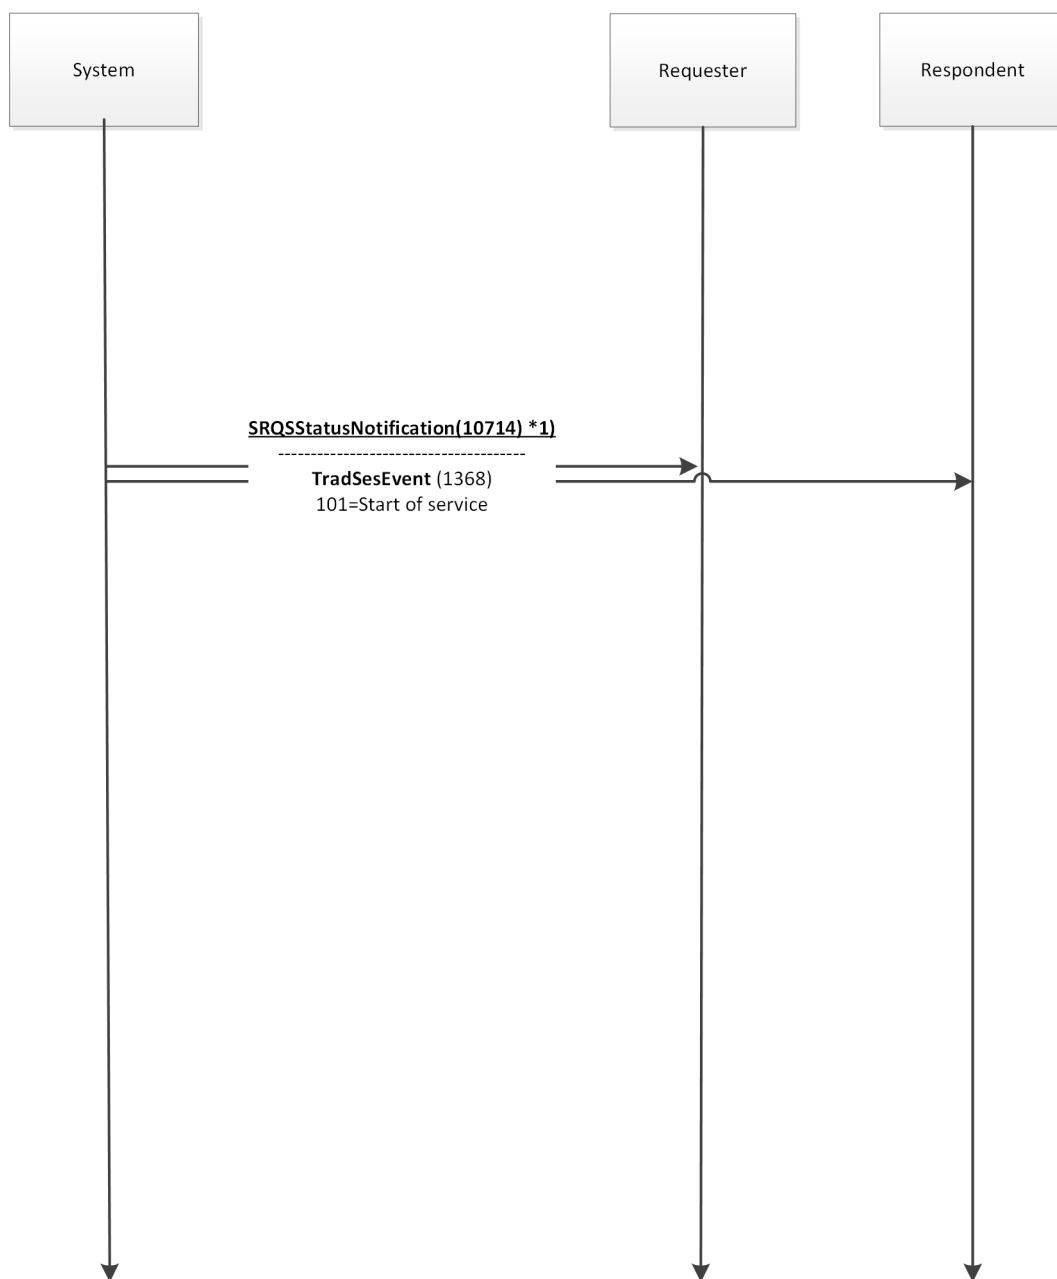 System
Requester
Respondent
SRQSStatusNotification(10714) *1)
-------------------------------------
TradSesEvent (1368)
101=Start of service